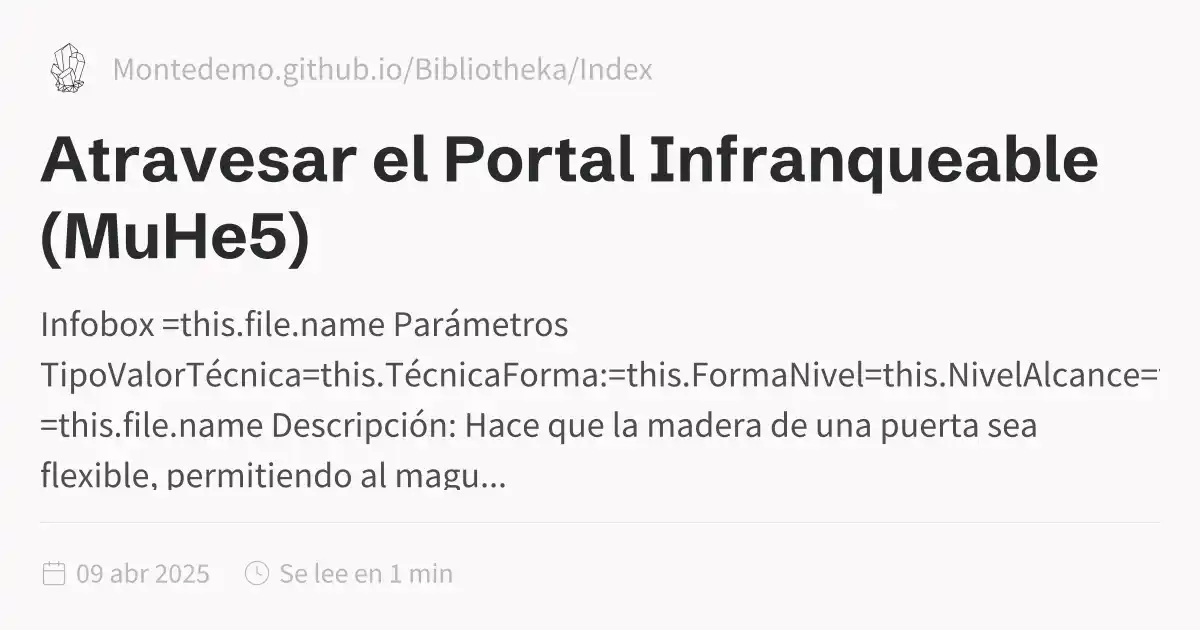 Montedemo.github.io/Bibliotheka/Index
Atravesar el Portal Infranqueable
(MuHe5)
Infobox =this.file.name Parámetros
TipoValorTécnica=this.TécnicaForma:=this.FormaNivel=this.NivelAlcance=
=this.file.name Descripción: Hace que la madera de una puerta sea
flexible, permitiendo al magu...
09 abr 2025 Se lee en 1 min